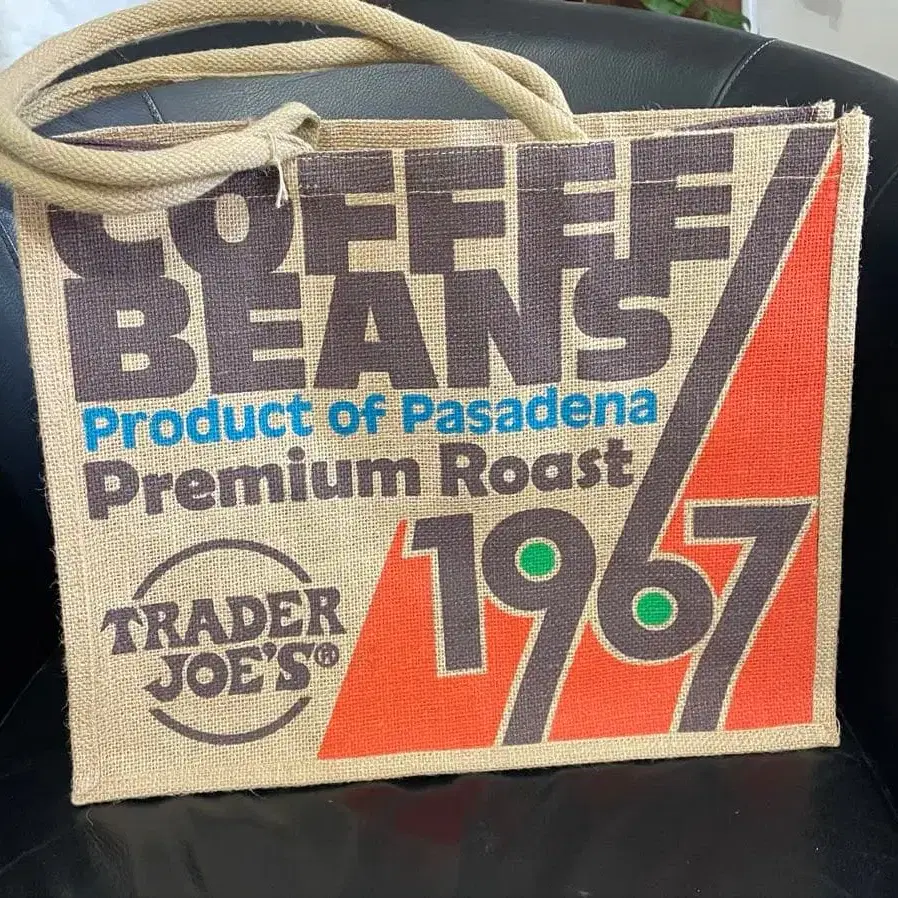 COFFEE
BEANS
Product of Pasadena
Premium Roast
1967
TRADER
JOE'S®